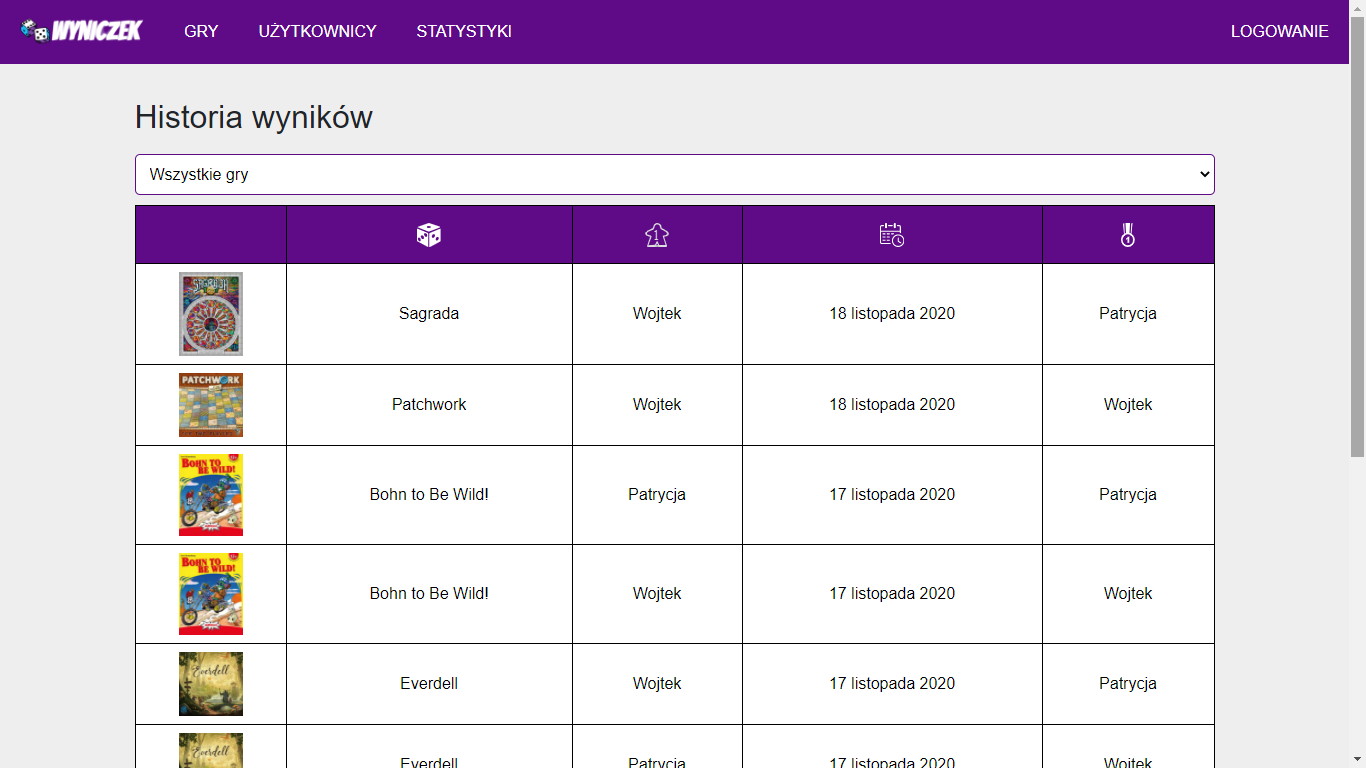 WYNICZEK GRY UŻYTKOWNICY STATYSTYKI LOGOWANIE
Historia wyników
Wszystkie gry
1 1
SAGRADA
Sagrada Wojtek 18 listopada 2020 Patrycja
PATCHWORK
Patchwork Wojtek 18 listopada 2020 Wojtek
BOHN TO
BE WILD!
Bohn to Be Wild! Patrycja 17 listopada 2020 Patrycja
BOHN TO
BE WILD!
Bohn to Be Wild! Wojtek 17 listopada 2020 Wojtek
Everdell
Everdell Wojtek 17 listopada 2020 Patrycja
Everdell
Everdell Patrycja 17 listopada 2020 Wojtek